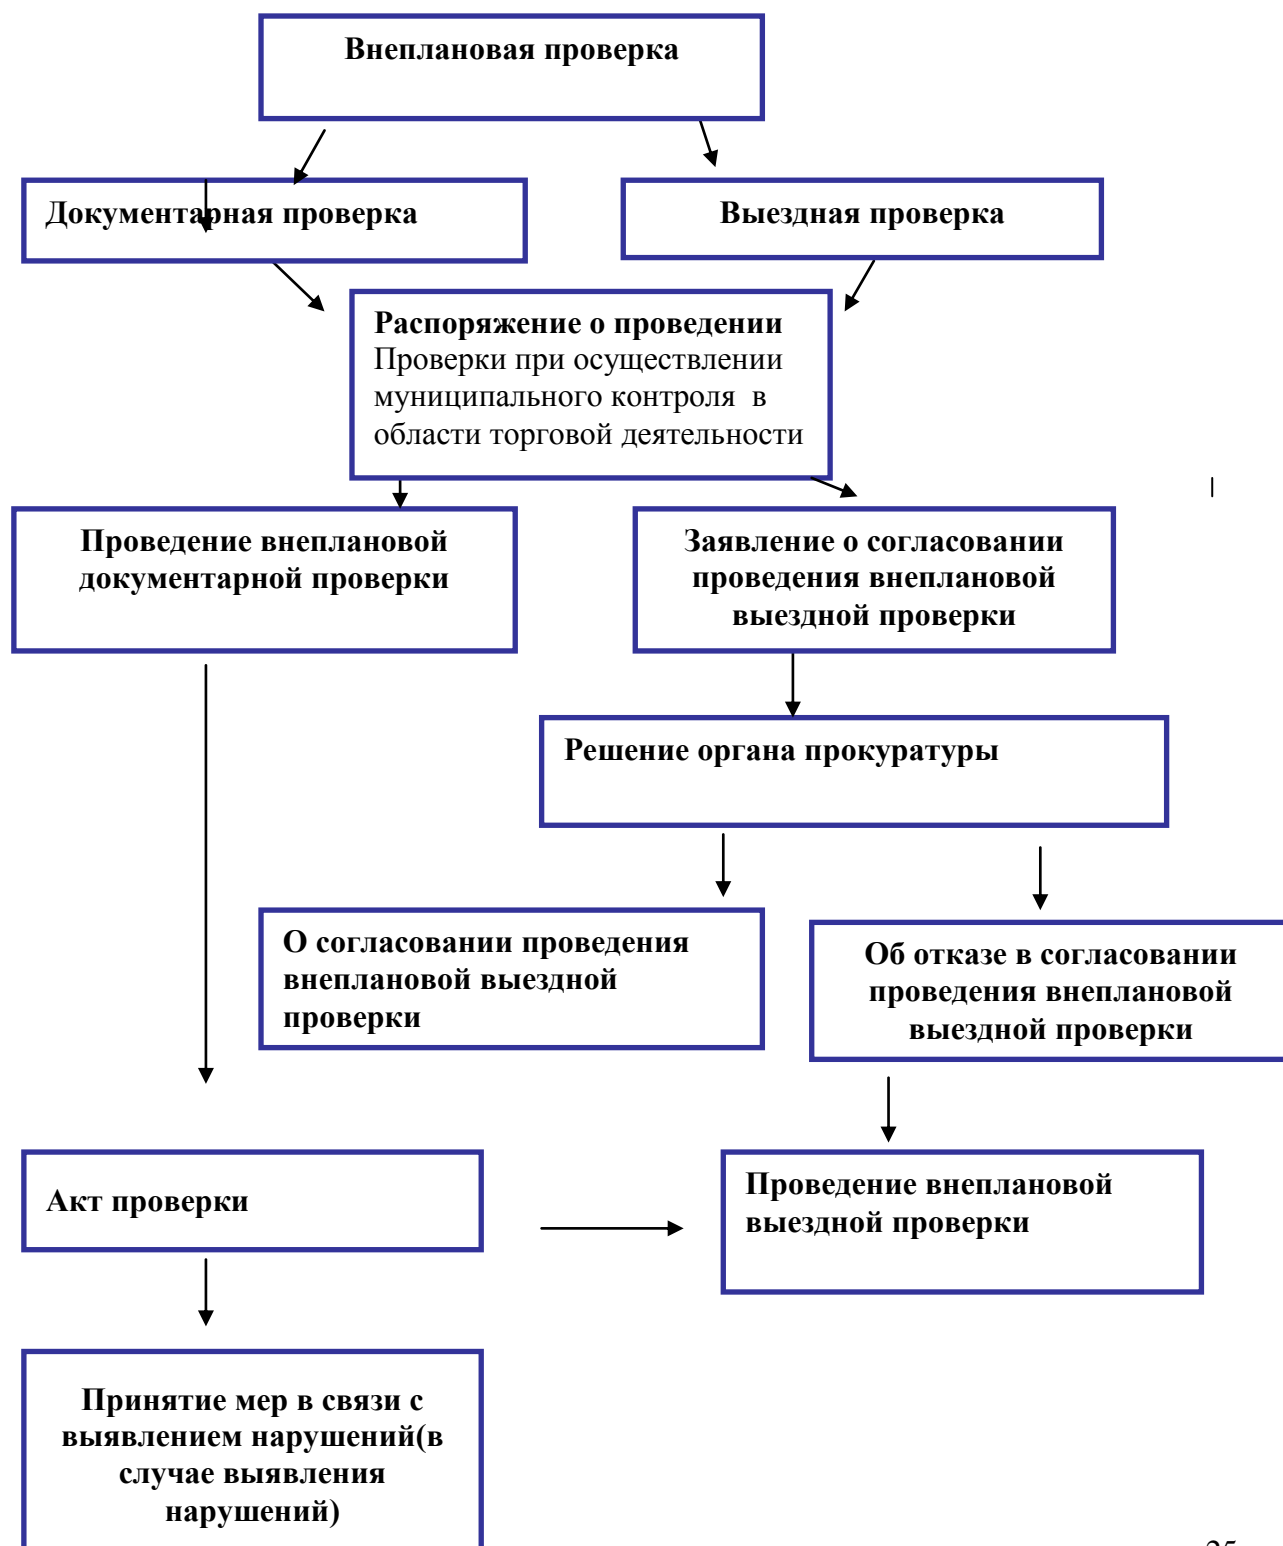 Внеплановая проверка
Документарная проверка
Выездная проверка
Распоряжение о проведении
Проверки при осуществлении
муниципального контроля в
области торговой деятельности
Проведение внеплановой
документарной проверки
Заявление о согласовании
проведения внеплановой
выездной проверки
Решение органа прокуратуры
О согласовании проведения
внеплановой выездной
проверки
Об отказе в согласовании
проведения внеплановой
выездной проверки
Акт проверки
Проведение внеплановой
выездной проверки
Принятие мер в связи с
выявлением нарушений(в
случае выявления
нарушений)